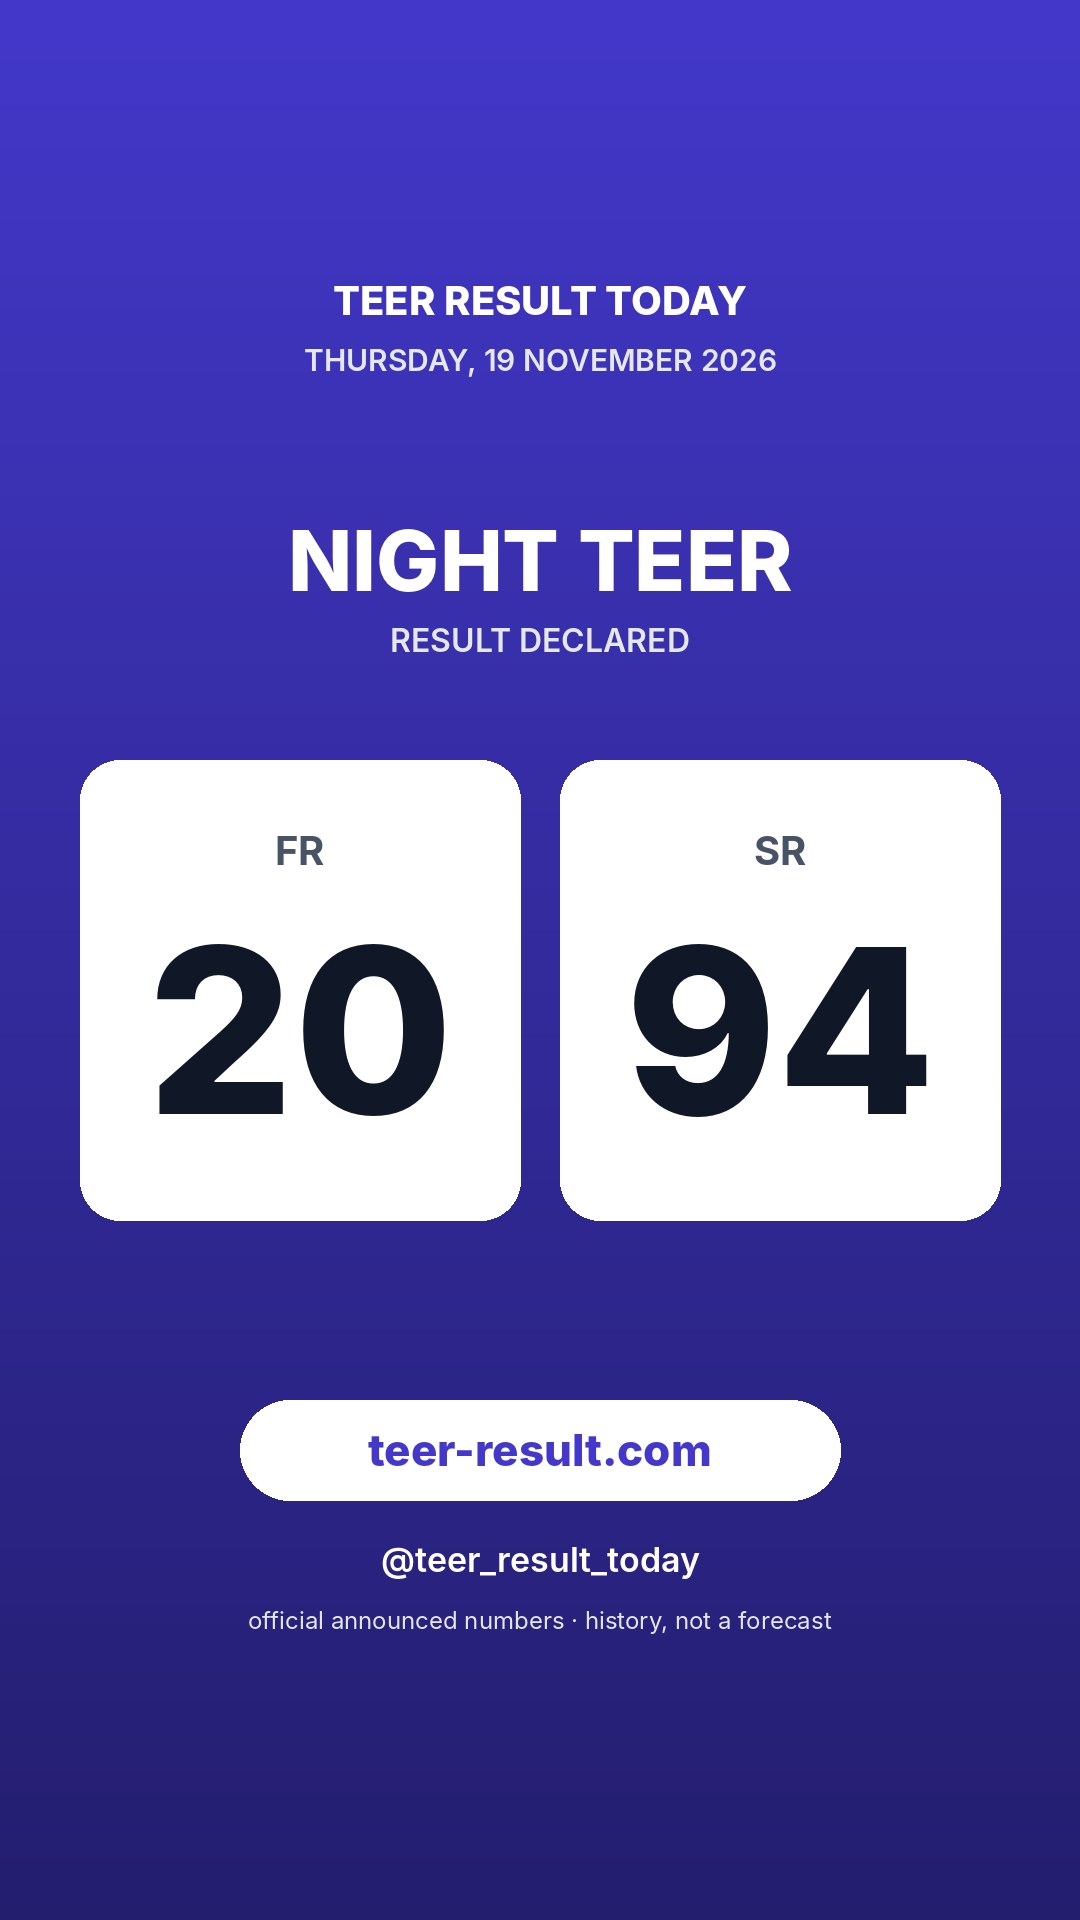 TEER RESULT TODAY
THURSDAY, 19 NOVEMBER 2026
NIGHT TEER
RESULT DECLARED
FR
20
SR
94
teer-result.com
@teer_result_today
official announced numbers · history, not a forecast